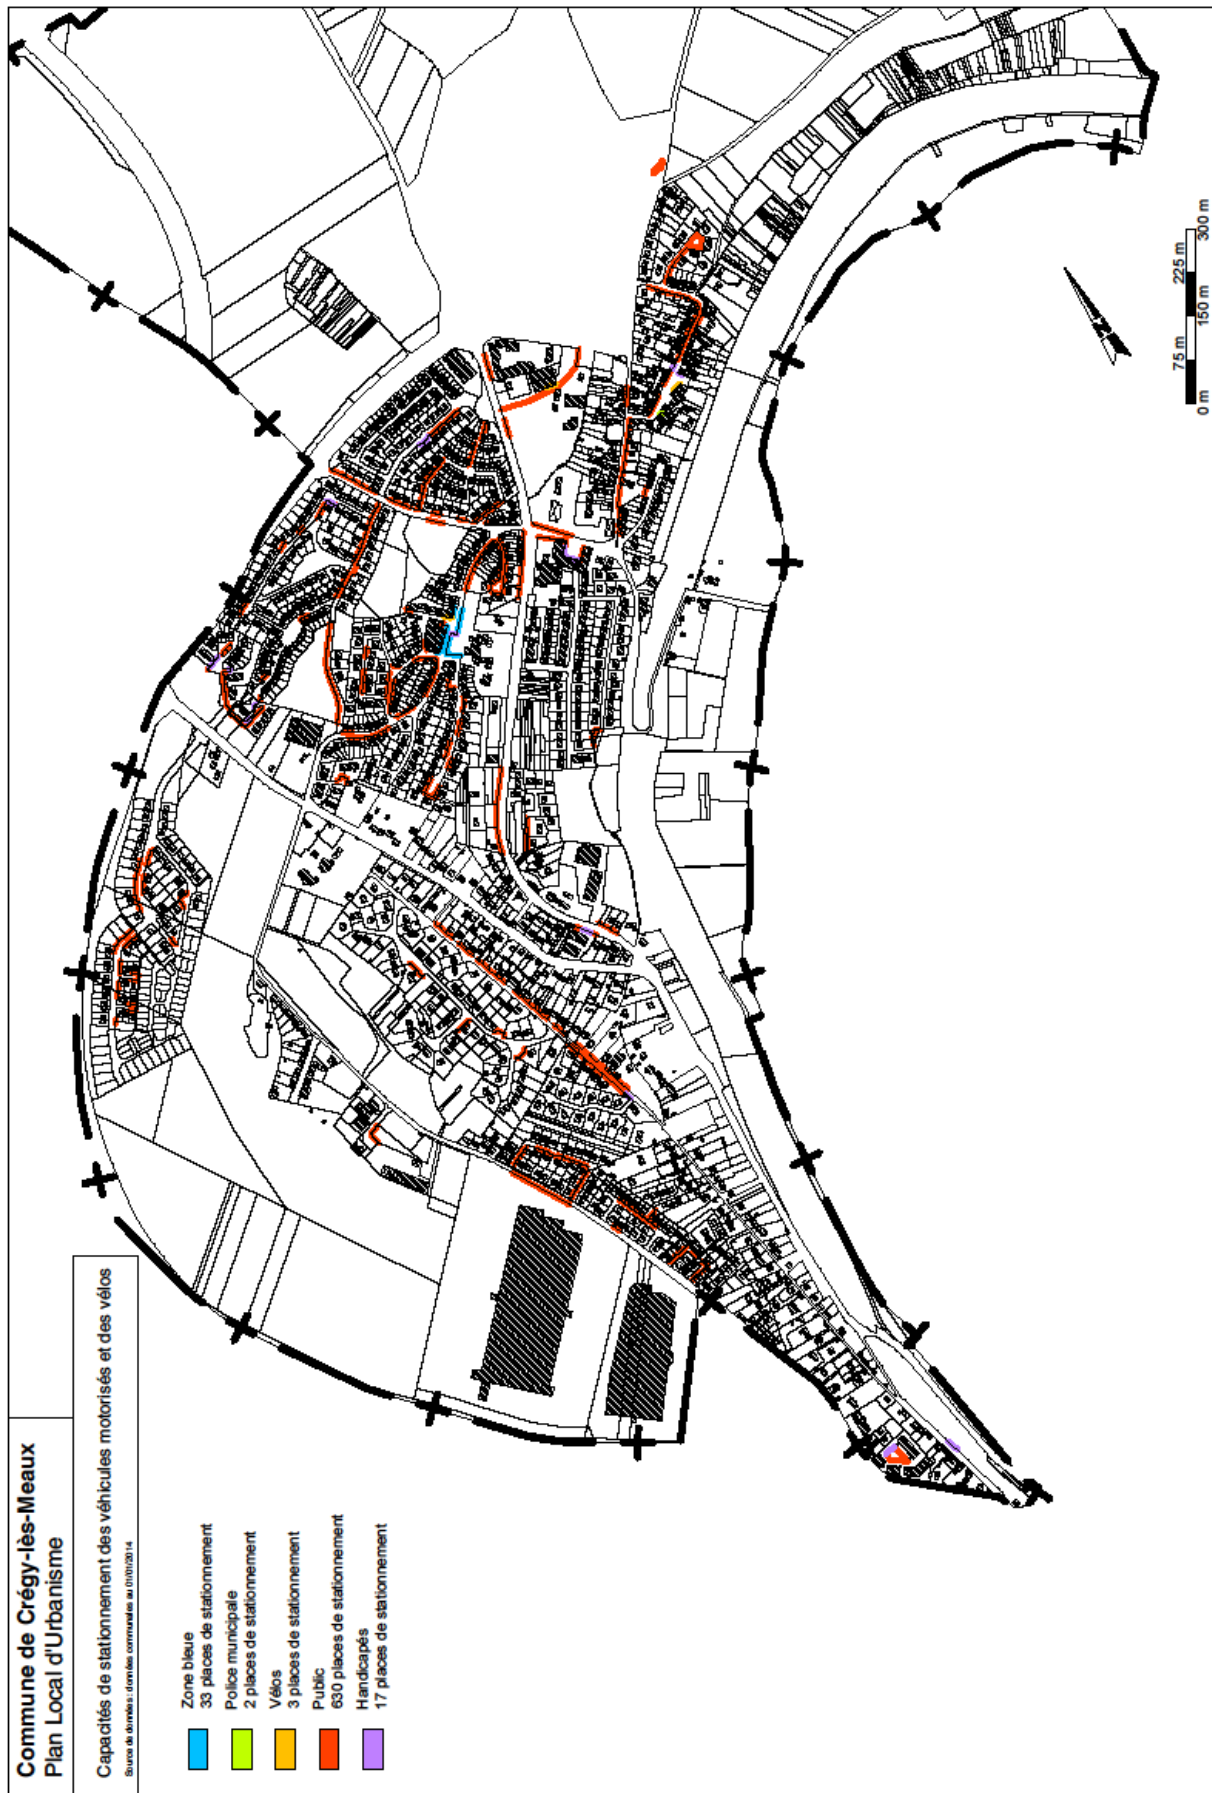 Commune de Crégy-lès-Meaux
Plan Local d'Urbanisme
Capacités de stationnement des véhicules motorisés et des vélos
Source de données : données communales au 01/01/2014
Zone bleue
33 places de stationnement
Police municipale
2 places de stationnement
Vélos
3 places de stationnement
Public
630 places de stationnement
Handicapés
17 places de stationnement
N
0 m 75 m 150 m 225 m 300 m